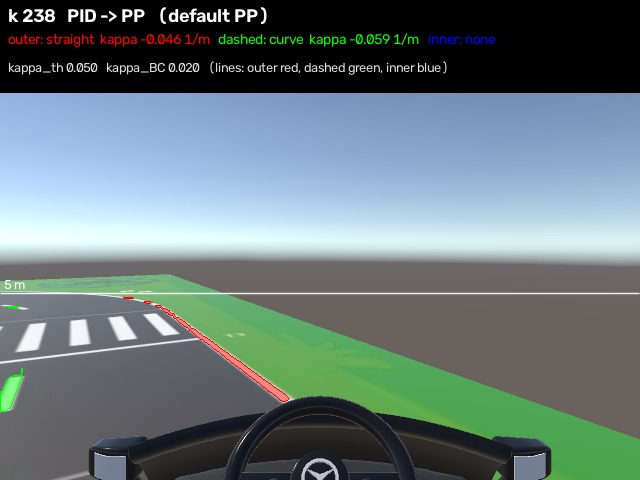 k 238 PID -> PP (default PP)
outer: straight kappa -0.046 1/m dashed: curve kappa -0.059 1/m inner: none
kappa_th 0.050 kappa_BC 0.020 (lines: outer red, dashed green, inner blue)
5 m